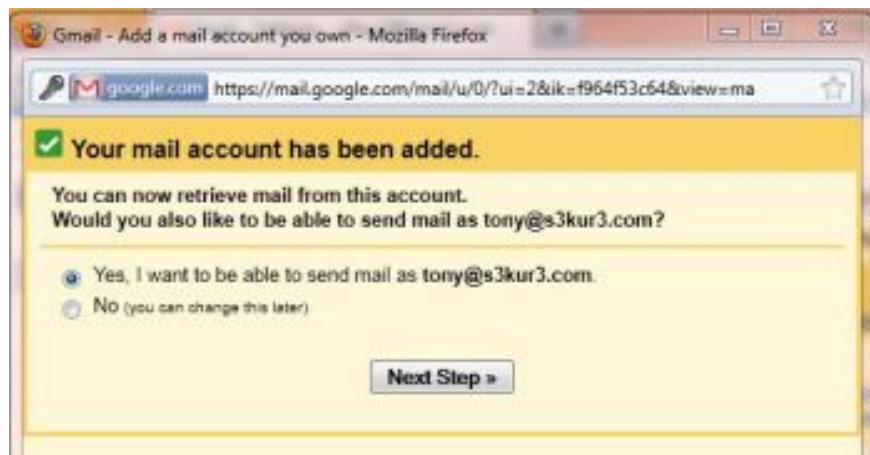 Gmail - Add a mail account you own - Mozilla Firefox
google.com https://mail.google.com/mail/u/0/?ui=2&ik=f964f53c64&view=ma
Your mail account has been added.
You can now retrieve mail from this account.
Would you also like to be able to send mail as tony@s3kur3.com?
Yes, I want to be able to send mail as tony@s3kur3.com.
No (you can change this later)
Next Step »